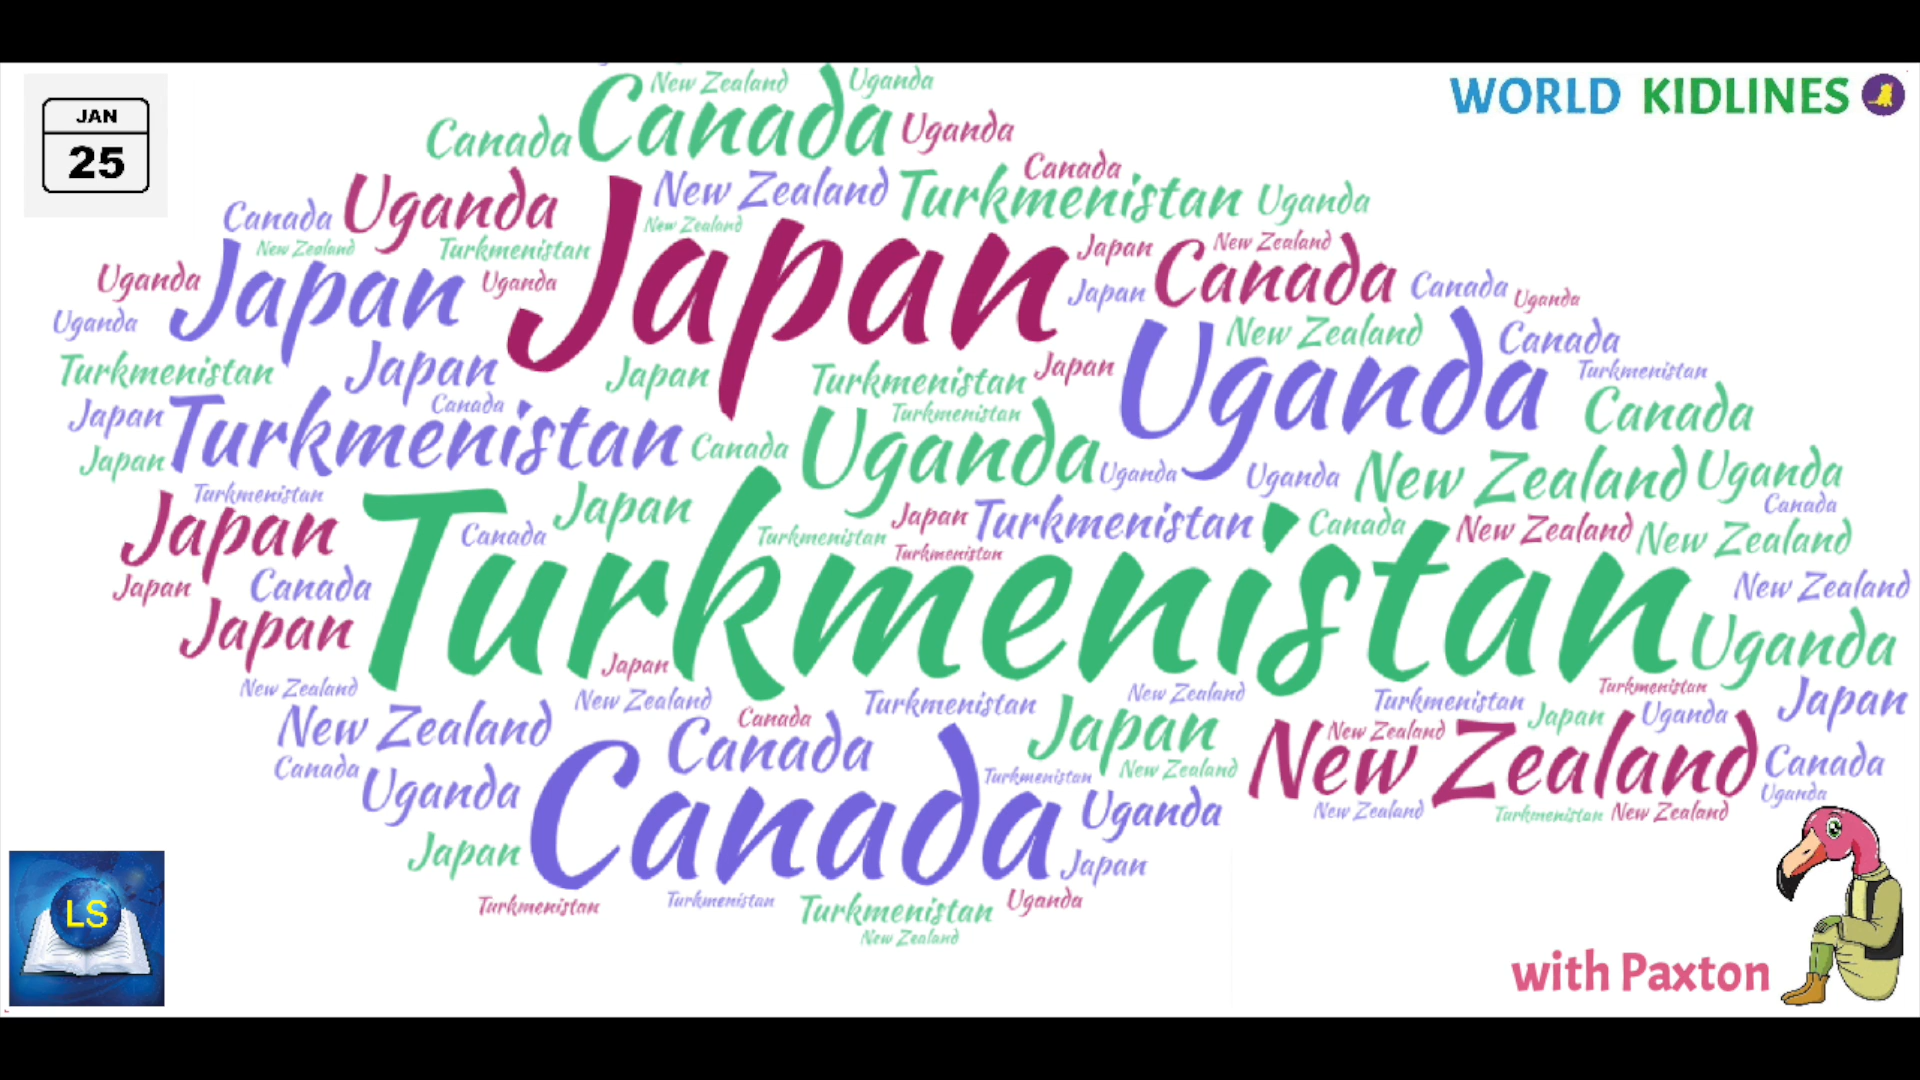 JAN
25
WORLD KIDLINES
New Zealand Uganda
Canada Canada Uganda
Canada
Canada Uganda New Zealand Turkmenistan Uganda
New Zealand
New Zealand Turkmenistan Japan New Zealand
Uganda Japan Uganda Japan Japan Canada Canada Uganda
Uganda Uganda New Zealand Canada
Turkmenistan Japan Japan Turkmenistan Japan Turkmenistan
Japan Canada Turkmenistan Canada
Japan Turkmenistan Canada Uganda Uganda Uganda New Zealand Uganda
Turkmenistan Japan Canada
Japan Canada Turkmenistan Japan Turkmenistan Canada New Zealand New Zealand
Turkmenistan
Japan Canada Turkmenistan New Zealand
Japan Japan Uganda
New Zealand New Zealand Turkmenistan New Zealand Turkmenistan Turkmenistan Japan
New Zealand Canada Canada Japan New Zealand Japan Uganda
Canada Turkmenistan New Zealand New Zealand Canada
Uganda Canada Uganda New Zealand Turkmenistan New Zealand Uganda
Japan Japan
Turkmenistan Turkmenistan Turkmenistan Uganda
New Zealand
LS
with Paxton